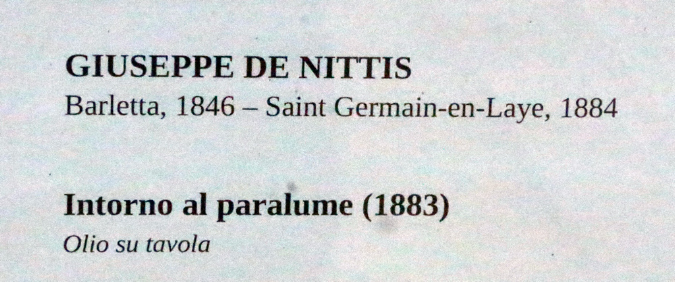 GIUSEPPE DE NITTIS
Barletta, 1846 – Saint Germain-en-Laye, 1884
Intorno al paralume (1883)
Olio su tavola